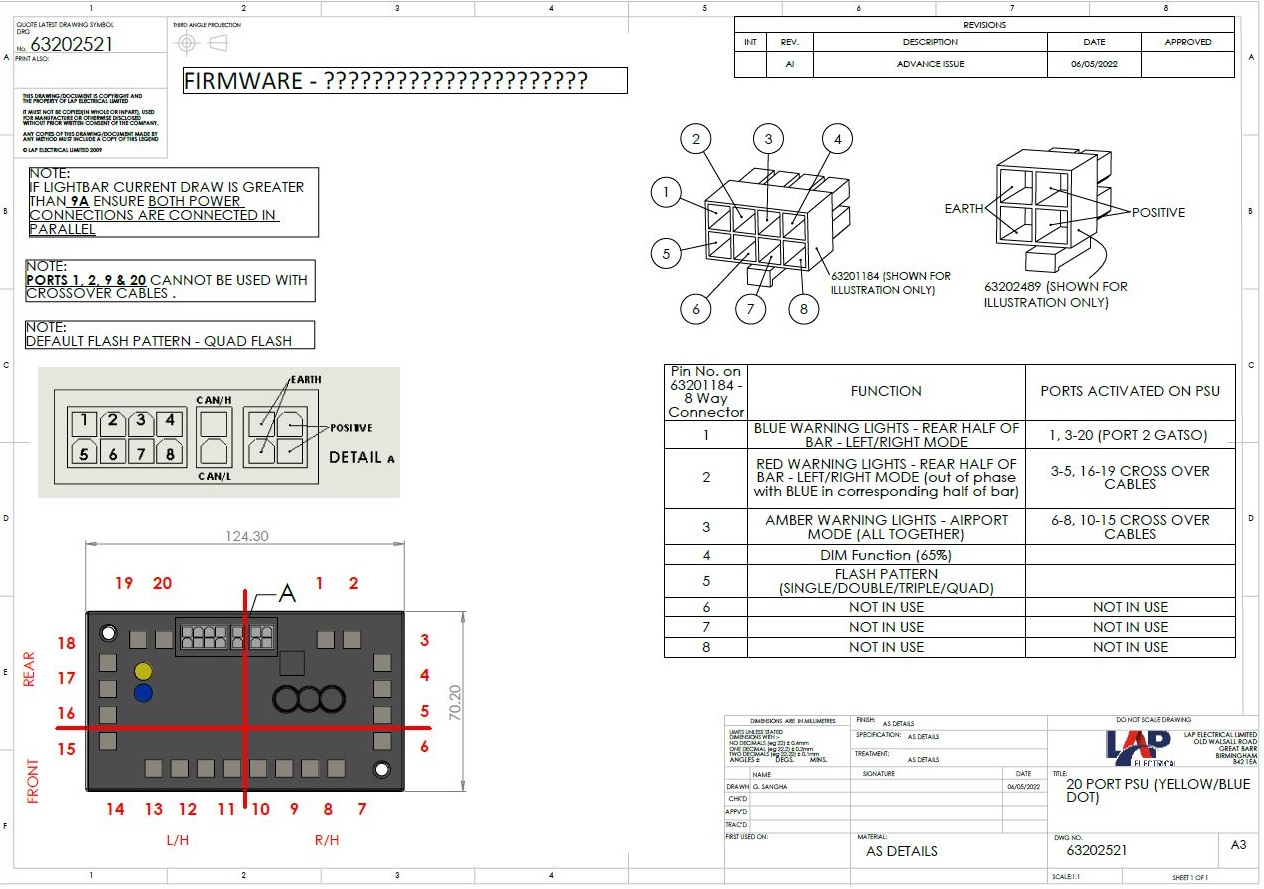 1 2 3 4 5 6 7 8
QUOTE LATEST DRAWING SYMBOL
DRG
No. 63202521
PRINT ALSO:
THIRD ANGLE PROJECTION
THIS DRAWING/DOCUMENT IS COPYRIGHT AND
THE PROPERTY OF LAP ELECTRICAL LIMITED
IT MUST NOT BE COPIED(IN WHOLE OR INPART), USED
FOR MANUFACTURE OR OTHERWISE DISCLOSED
WITHOUT PRIOR WRITTEN CONSENT OF THE COMPANY.
ANY COPIES OF THIS DRAWING/DOCUMENT MADE BY
ANY METHOD MUST INCLUDE A COPY OF THIS LEGEND
© LAP ELECTRICAL LIMITED 2009
FIRMWARE - ??????????????????????
REVISIONS
INT REV. DESCRIPTION DATE APPROVED
AI ADVANCE ISSUE 06/05/2022
A A
B B
C C
D D
E E
F
NOTE:
IF LIGHTBAR CURRENT DRAW IS GREATER
THAN 9A ENSURE BOTH POWER
CONNECTIONS ARE CONNECTED IN
PARALLEL
NOTE:
PORTS 1, 2, 9 & 20 CANNOT BE USED WITH
CROSSOVER CABLES .
NOTE:
DEFAULT FLASH PATTERN - QUAD FLASH
EARTH
CAN/H
1 2 3 4
POSITIVE
5 6 7 8
DETAIL A
CAN/L
2 3 4
1
5
6 7 8
63201184 (SHOWN FOR
ILLUSTRATION ONLY)
EARTH
POSITIVE
63202489 (SHOWN FOR
ILLUSTRATION ONLY)
Pin No. on
63201184 -
8 Way
Connector
FUNCTION
PORTS ACTIVATED ON PSU
1
BLUE WARNING LIGHTS - REAR HALF OF
BAR - LEFT/RIGHT MODE
1, 3-20 (PORT 2 GATSO)
2
RED WARNING LIGHTS - REAR HALF OF
BAR - LEFT/RIGHT MODE (out of phase
with BLUE in corresponding half of bar)
3-5, 16-19 CROSS OVER
CABLES
3
AMBER WARNING LIGHTS - AIRPORT
MODE (ALL TOGETHER)
6-8, 10-15 CROSS OVER
CABLES
4 DIM Function (65%)
5
FLASH PATTERN
(SINGLE/DOUBLE/TRIPLE/QUAD)
6 NOT IN USE NOT IN USE
7 NOT IN USE NOT IN USE
8 NOT IN USE NOT IN USE
124.30
19 20 A 1 2
18 3
17 4
16 5
15 6
14 13 12 11 10 9 8 7
L/H R/H
REAR
FRONT
70.20
DIMENSIONS ARE IN MILLIMETRES
LIMITS UNLESS STATED
DIMENSIONS WITH :-
NO DECIMALS (eg 22) ± 0.4mm
ONE DECIMAL (eg 22.2) ± 0.2mm
TWO DECIMALS (eg 22.22) ± 0.1mm
ANGLES ± DEGS. MINS.
FINISH: AS DETAILS
SPECIFICATION: AS DETAILS
TREATMENT:
AS DETAILS
DO NOT SCALE DRAWING
LAP
ELECTRICAL
LAP ELECTRICAL LIMITED
OLD WALSALL ROAD
GREAT BARR
BIRMINGHAM
B42 1EA
NAME SIGNATURE DATE
DRAWN G. SANGHA 06/05/2022
CHK'D
APPV'D
TRAC'D
TITLE:
20 PORT PSU (YELLOW/BLUE
DOT)
FIRST USED ON:
MATERIAL:
AS DETAILS
DWG NO.
63202521
A3
SCALE:1:1
SHEET 1 OF 1
1 2 3 4 5 6 7 8